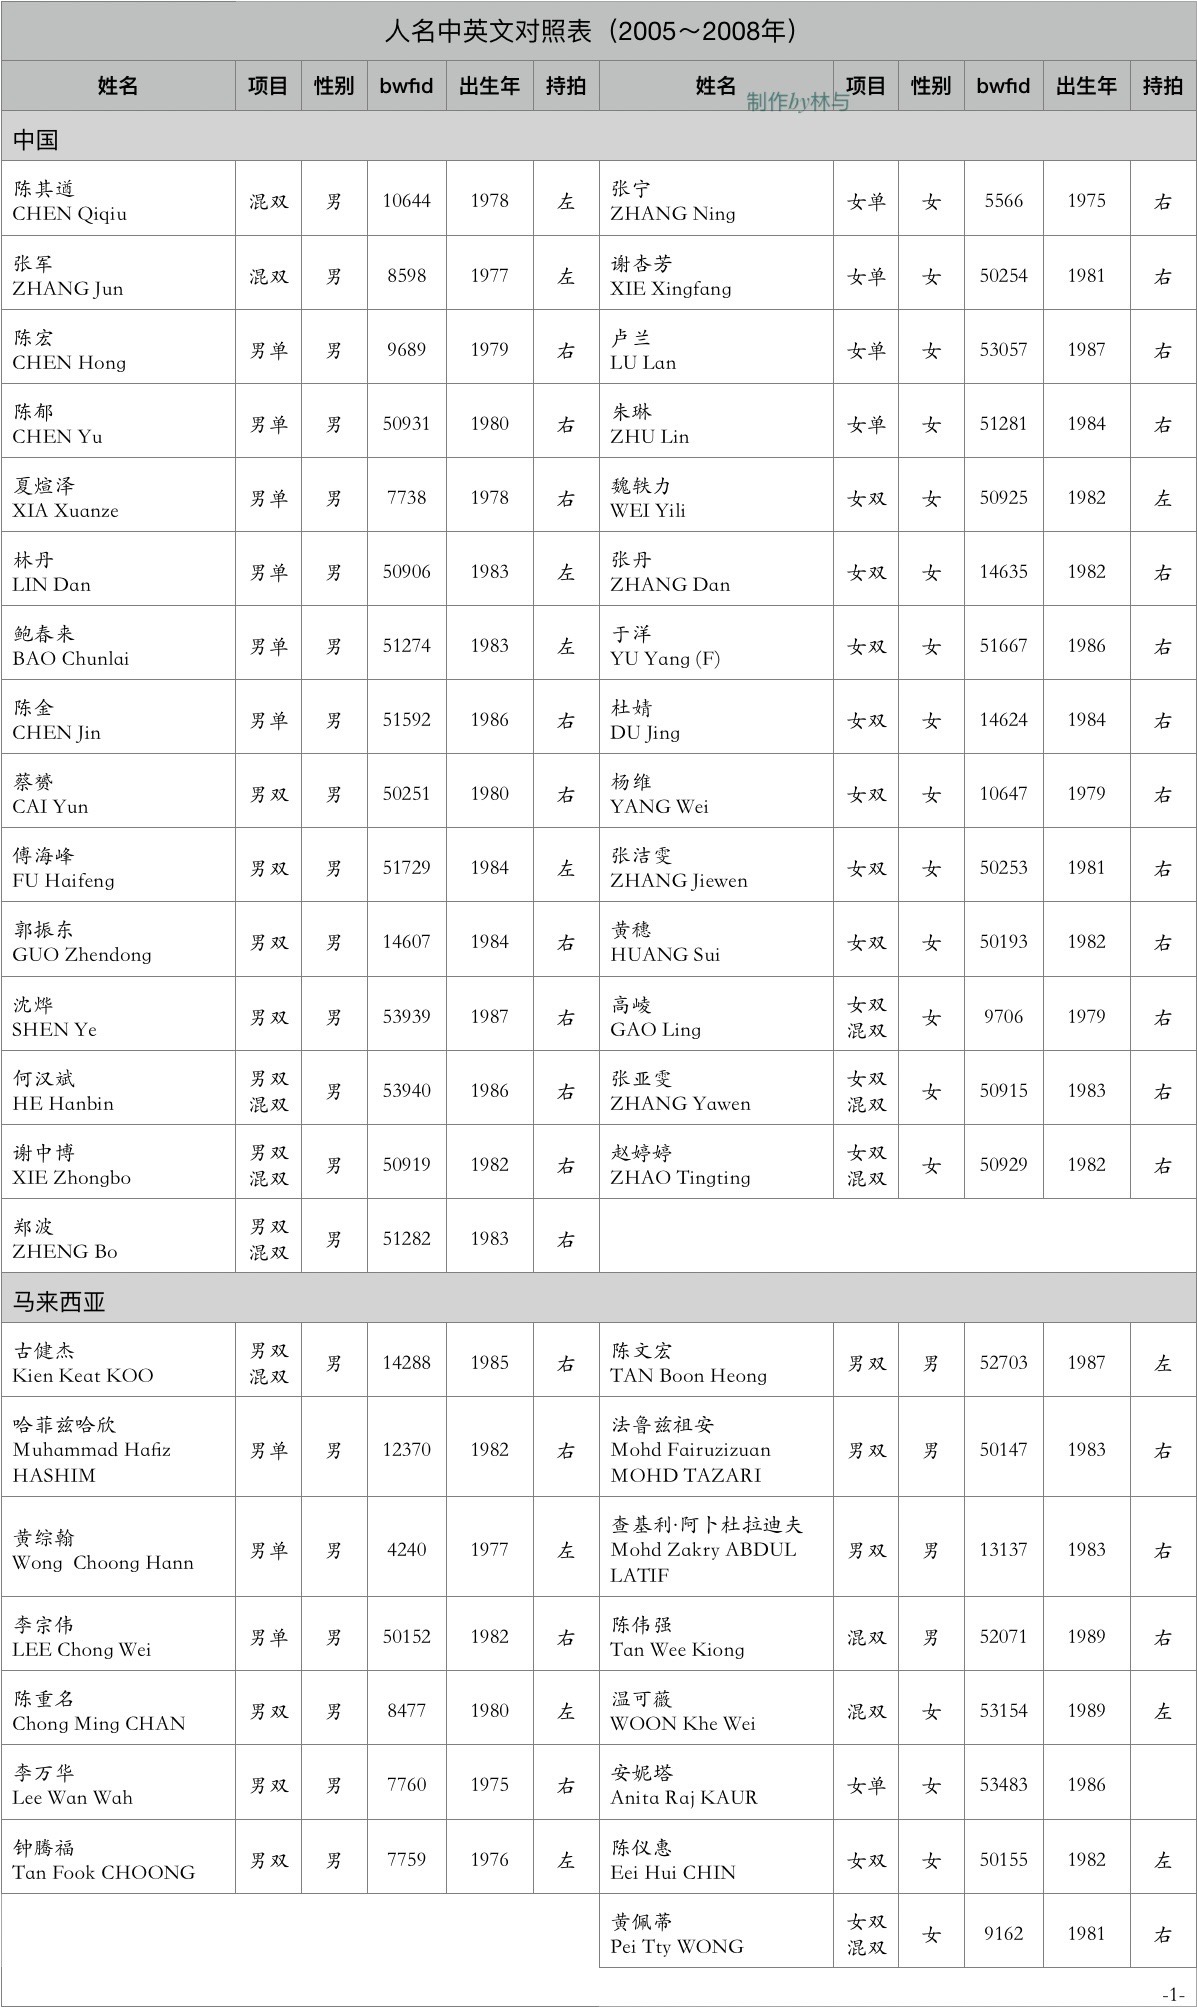 人名中英文对照表（2005～2008年）
姓名 项目 性别 bwfid 出生年 持拍 姓名 项目 性别 bwfid 出生年 持拍
制作by林与
中国
陈其遒 CHEN Qiqiu 混双 男 10644 1978 左 张宁 ZHANG Ning 女单 女 5566 1975 右
张军 ZHANG Jun 混双 男 8598 1977 左 谢杏芳 XIE Xingfang 女单 女 50254 1981 右
陈宏 CHEN Hong 男单 男 9689 1979 右 卢兰 LU Lan 女单 女 53057 1987 右
陈郁 CHEN Yu 男单 男 50931 1980 右 朱琳 ZHU Lin 女单 女 51281 1984 右
夏煊泽 XIA Xuanze 男单 男 7738 1978 右 魏轶力 WEI Yili 女双 女 50925 1982 左
林丹 LIN Dan 男单 男 50906 1983 左 张丹 ZHANG Dan 女双 女 14635 1982 右
鲍春来 BAO Chunlai 男单 男 51274 1983 左 于洋 YU Yang (F) 女双 女 51667 1986 右
陈金 CHEN Jin 男单 男 51592 1986 右 杜婧 DU Jing 女双 女 14624 1984 右
蔡赟 CAI Yun 男双 男 50251 1980 右 杨维 YANG Wei 女双 女 10647 1979 右
傅海峰 FU Haifeng 男双 男 51729 1984 左 张洁雯 ZHANG Jiewen 女双 女 50253 1981 右
郭振东 GUO Zhendong 男双 男 14607 1984 右 黄穗 HUANG Sui 女双 女 50193 1982 右
沈烨 SHEN Ye 男双 男 53939 1987 右 高崚 GAO Ling 女双 混双 女 9706 1979 右
何汉斌 HE Hanbin 男双 混双 男 53940 1986 右 张亚雯 ZHANG Yawen 女双 混双 女 50915 1983 右
谢中博 XIE Zhongbo 男双 混双 男 50919 1982 右 赵婷婷 ZHAO Tingting 女双 混双 女 50929 1982 右
郑波 ZHENG Bo 男双 混双 男 51282 1983 右
马来西亚
古健杰 Kien Keat KOO 男双 混双 男 14288 1985 右 陈文宏 TAN Boon Heong 男双 男 52703 1987 左
哈菲兹哈欣 Muhammad Hafiz HASHIM 男单 男 12370 1982 右 法鲁兹祖安 Mohd Fairuzizuan MOHD TAZARI 男双 男 50147 1983 右
黄综翰 Wong Choong Hann 男单 男 4240 1977 左 查基利·阿卜杜拉迪夫 Mohd Zakry ABDUL LATIF 男双 男 13137 1983 右
李宗伟 LEE Chong Wei 男单 男 50152 1982 右 陈伟强 Tan Wee Kiong 混双 男 52071 1989 右
陈重名 Chong Ming CHAN 男双 男 8477 1980 左 温可薇 WOON Khe Wei 混双 女 53154 1989 左
李万华 Lee Wan Wah 男双 男 7760 1975 右 安妮塔 Anita Raj KAUR 女单 女 53483 1986
钟腾福 Tan Fook CHOONG 男双 男 7759 1976 左 陈仪惠 Eei Hui CHIN 女双 女 50155 1982 左
黄佩蒂 Pei Tty WONG 女双 混双 女 9162 1981 右
-1-